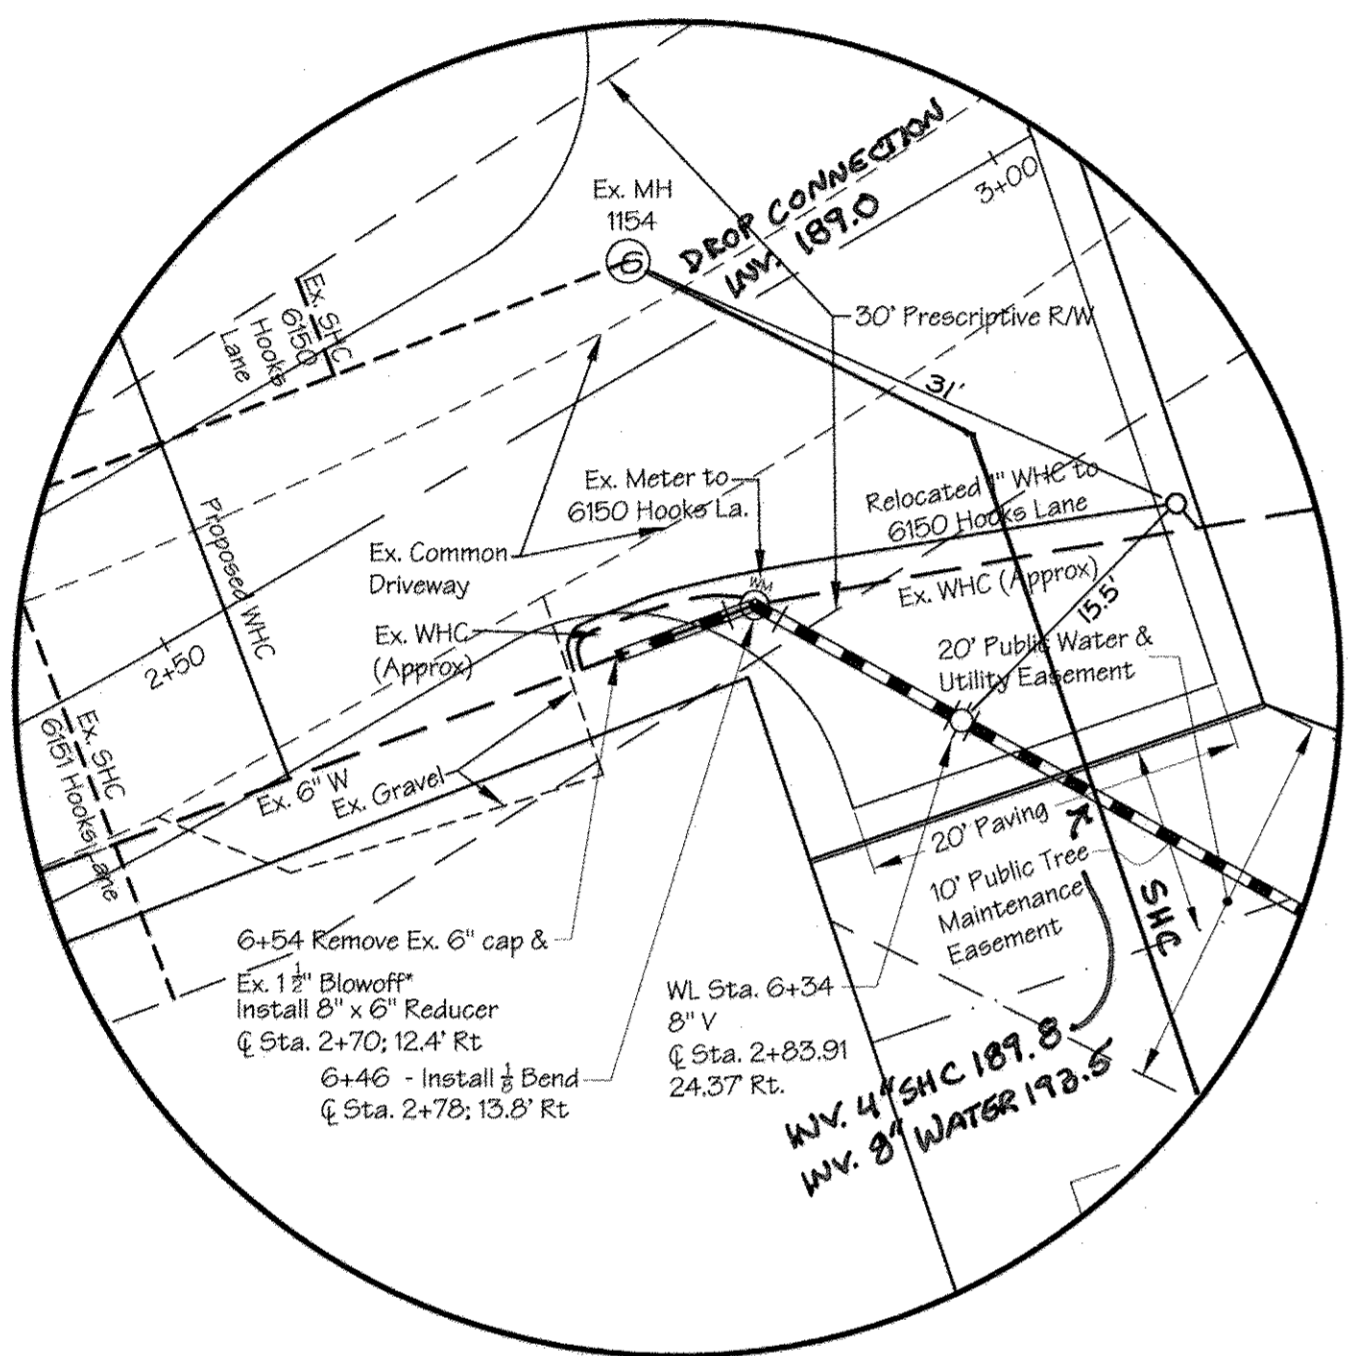 Ex. MH
1154
6
DROP CONNECTION
INV. 189.0
3+00
Ex. SHC
6150
Hooks
Lane
30' Prescriptive R/W
31'
Ex. Meter to
6150 Hooks La.
Relocated 1" WHC to
6150 Hooks Lane
Proposed WHC
Ex. Common
Driveway
WM
Ex. WHC (Approx)
15.5'
Ex. WHC
(Approx)
20' Public Water &
Utility Easement
2+50
Ex. SHC
6151 Hooks Lane
Ex. 6" W
Ex. Gravel
20' Paving
10' Public Tree
Maintenance
Easement
SHC
6+54 Remove Ex. 6" cap &
Ex. 1 1/2" Blowoff*
Install 8" x 6" Reducer
℄ Sta. 2+70; 12.4' Rt
6+46 - Install 1/8 Bend
℄ Sta. 2+78; 13.8' Rt
WL Sta. 6+34
8" V
℄ Sta. 2+83.91
24.37' Rt.
INV. 4" SHC 189.8
INV. 8" WATER 193.5